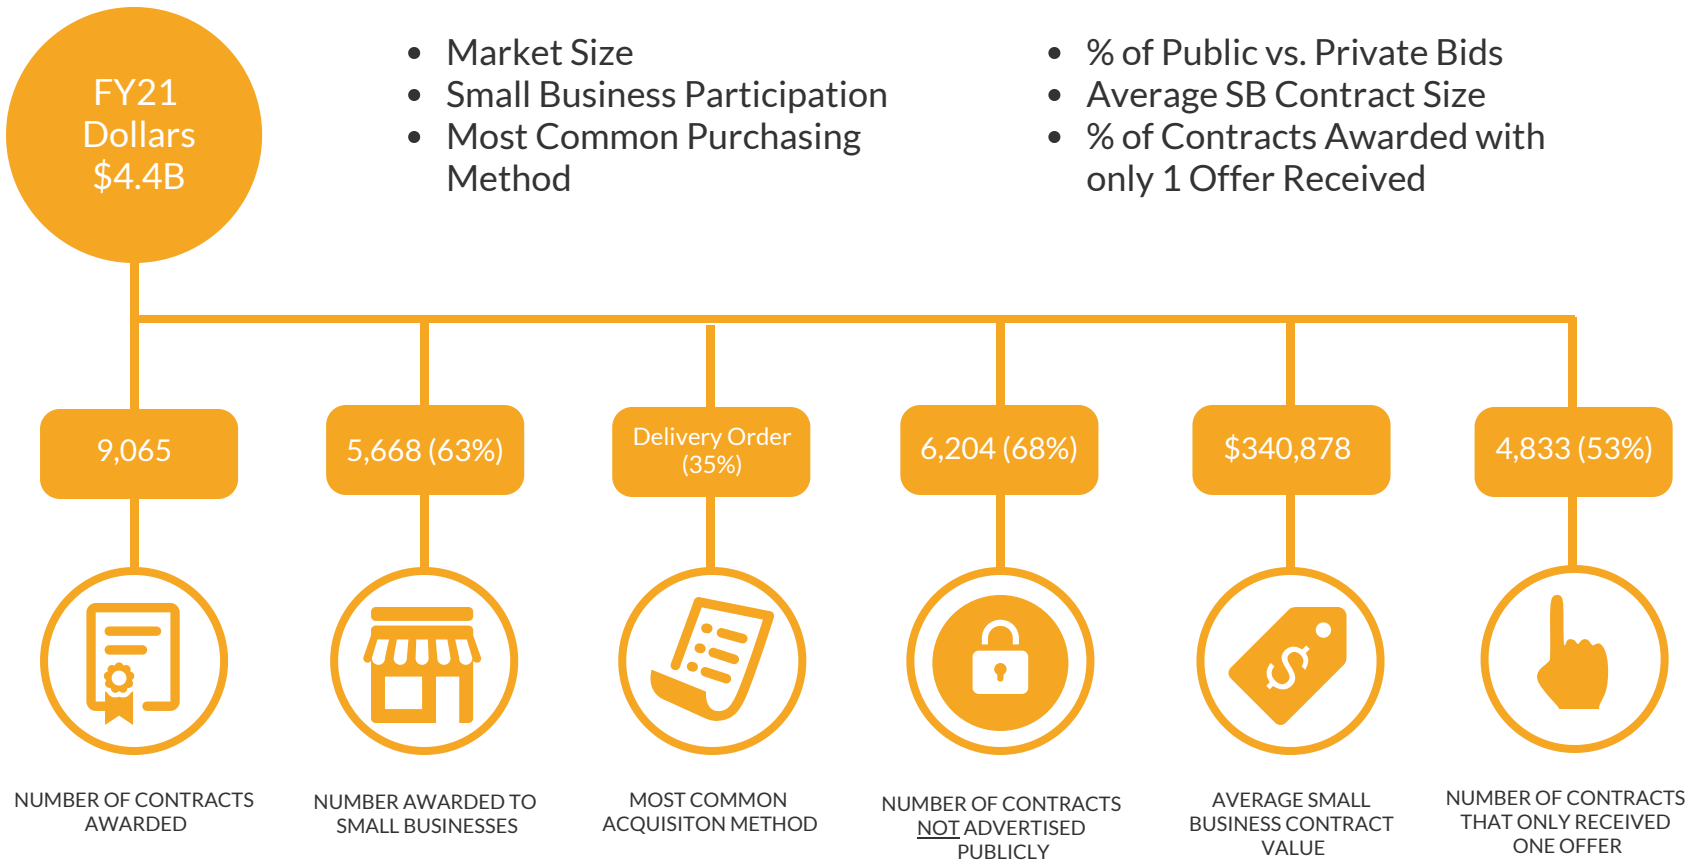 FY21
Dollars
$4.4B
• Market Size
• Small Business Participation
• Most Common Purchasing
Method
• % of Public vs. Private Bids
• Average SB Contract Size
• % of Contracts Awarded with
only 1 Offer Received
9,065
5,668 (63%)
Delivery Order
(35%)
6,204 (68%)
$340,878
4,833 (53%)
$
NUMBER OF CONTRACTS
AWARDED
NUMBER AWARDED TO
SMALL BUSINESSES
MOST COMMON
ACQUISITON METHOD
NUMBER OF CONTRACTS
NOT ADVERTISED
PUBLICLY
AVERAGE SMALL
BUSINESS CONTRACT
VALUE
NUMBER OF CONTRACTS
THAT ONLY RECEIVED
ONE OFFER